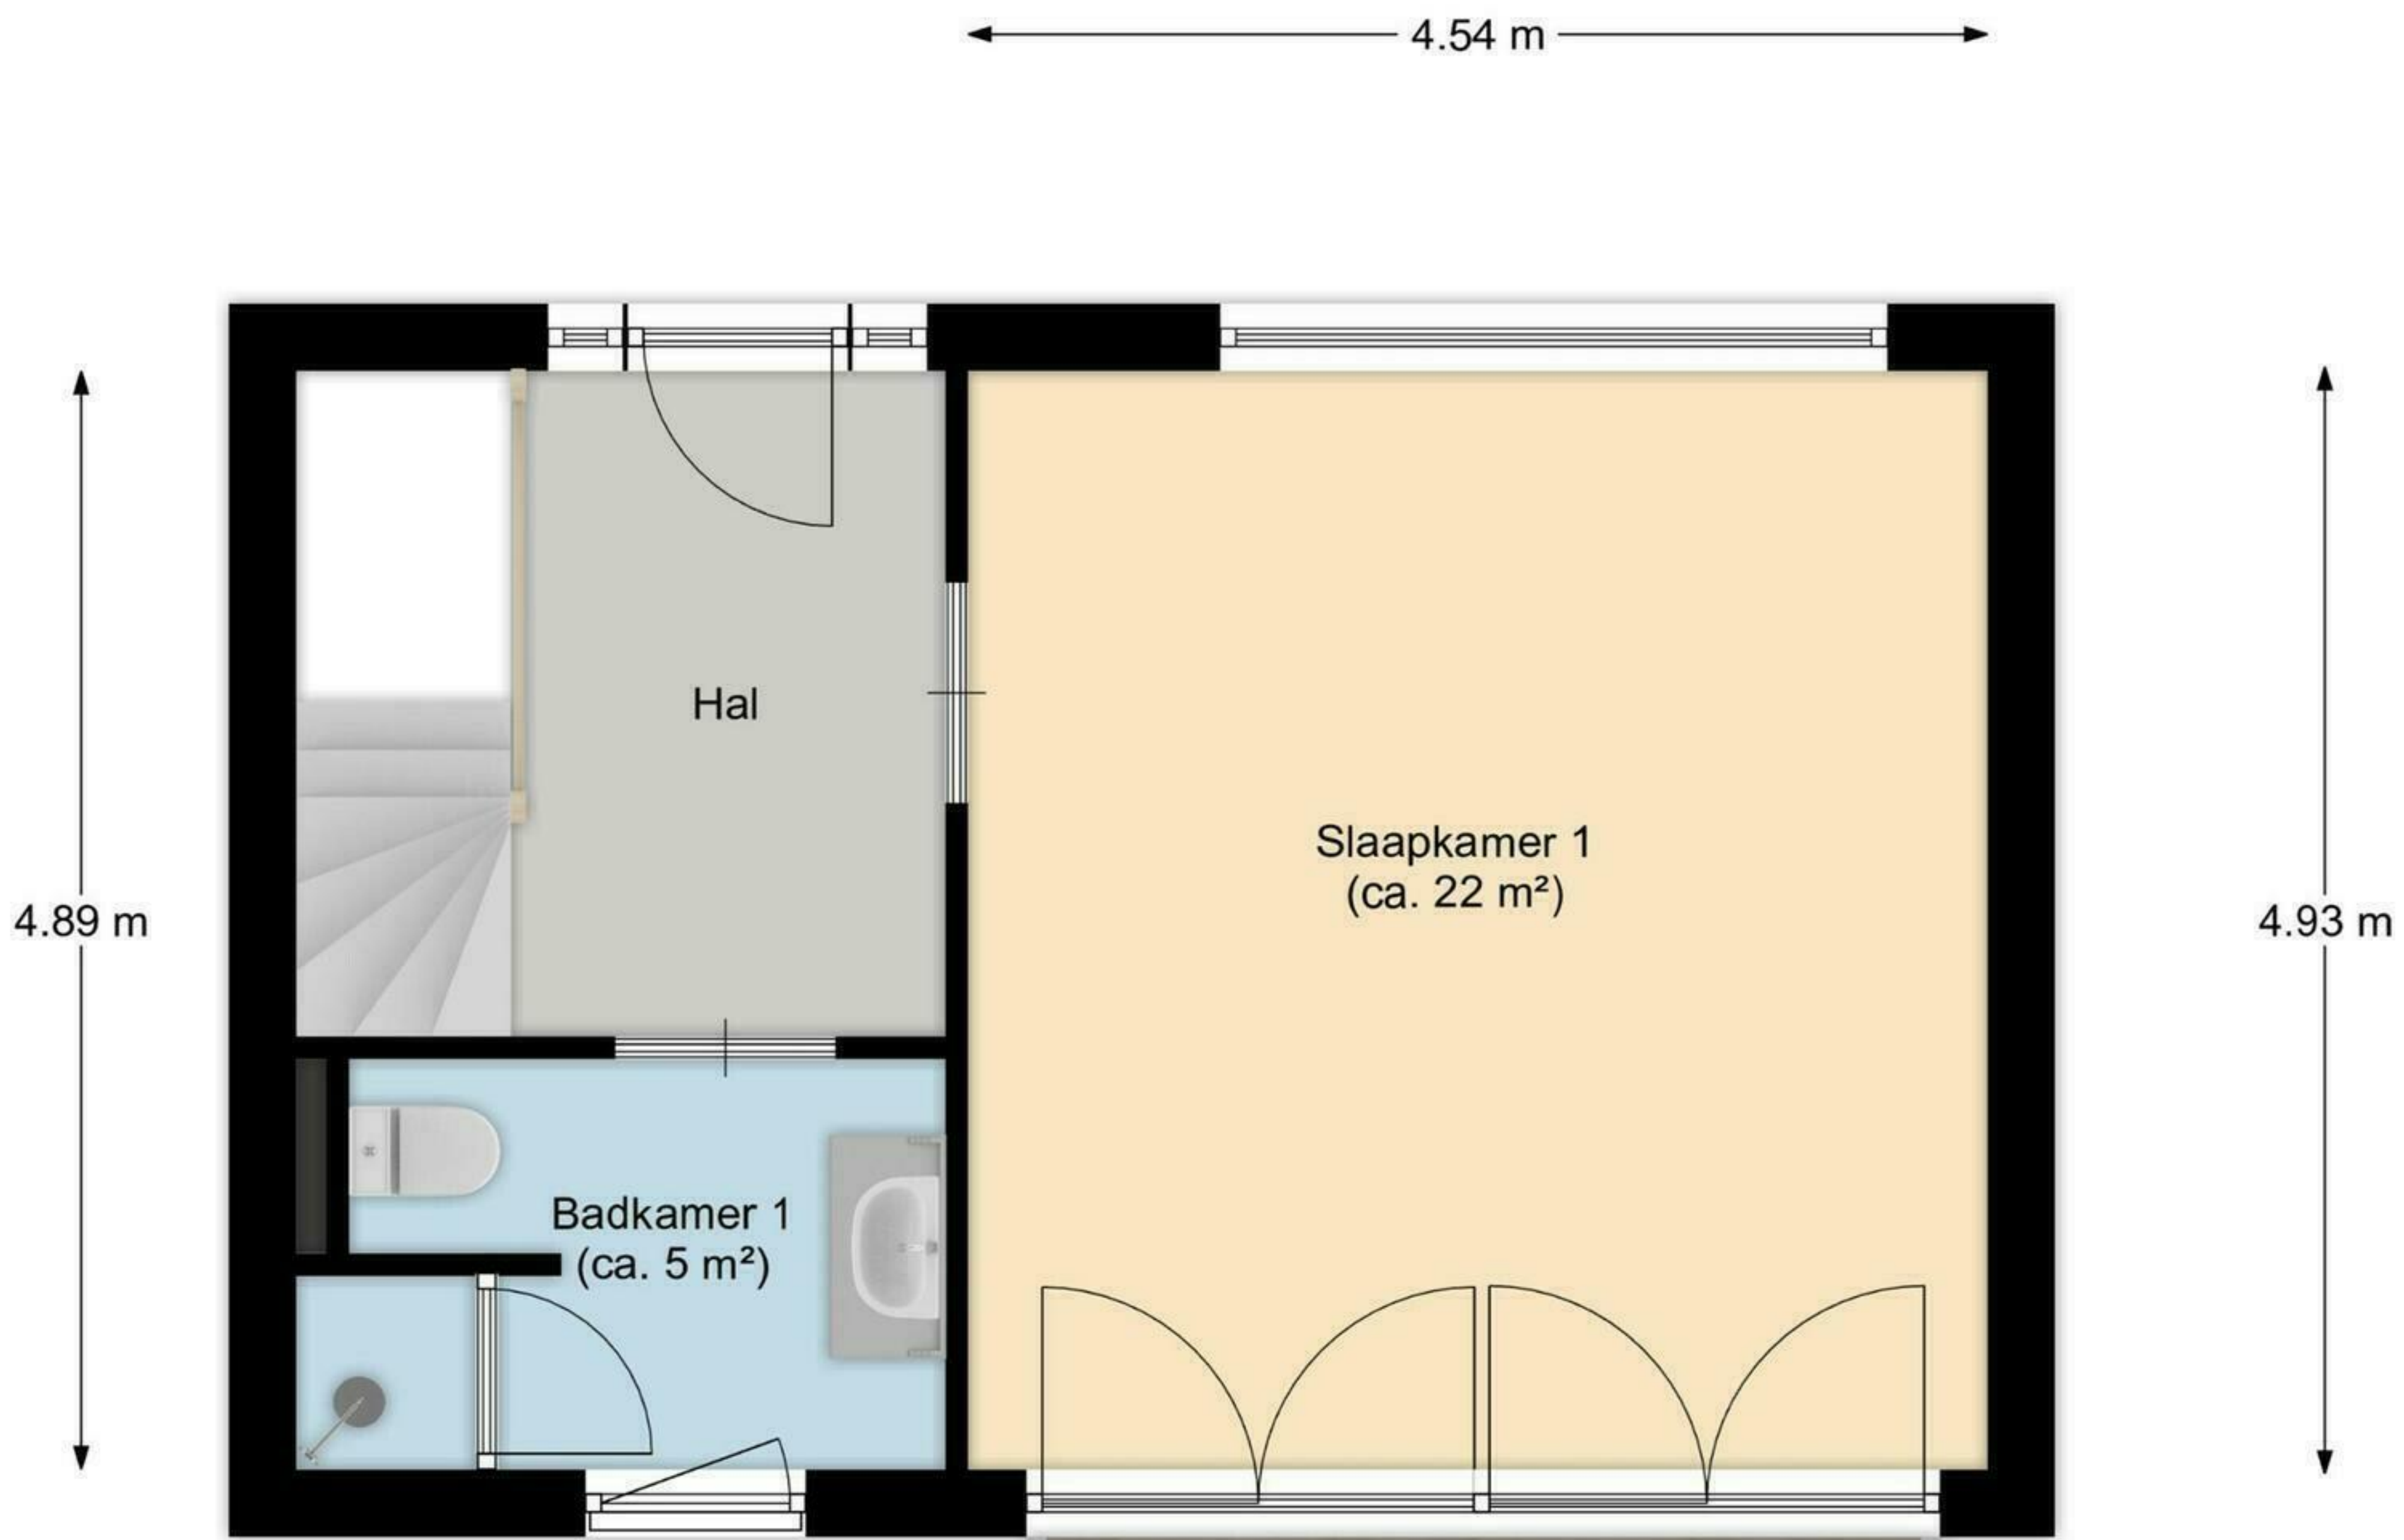 4.54 m
Hal
Slaapkamer 1
(ca. 22 m²)
4.89 m
4.93 m
Badkamer 1
(ca. 5 m²)